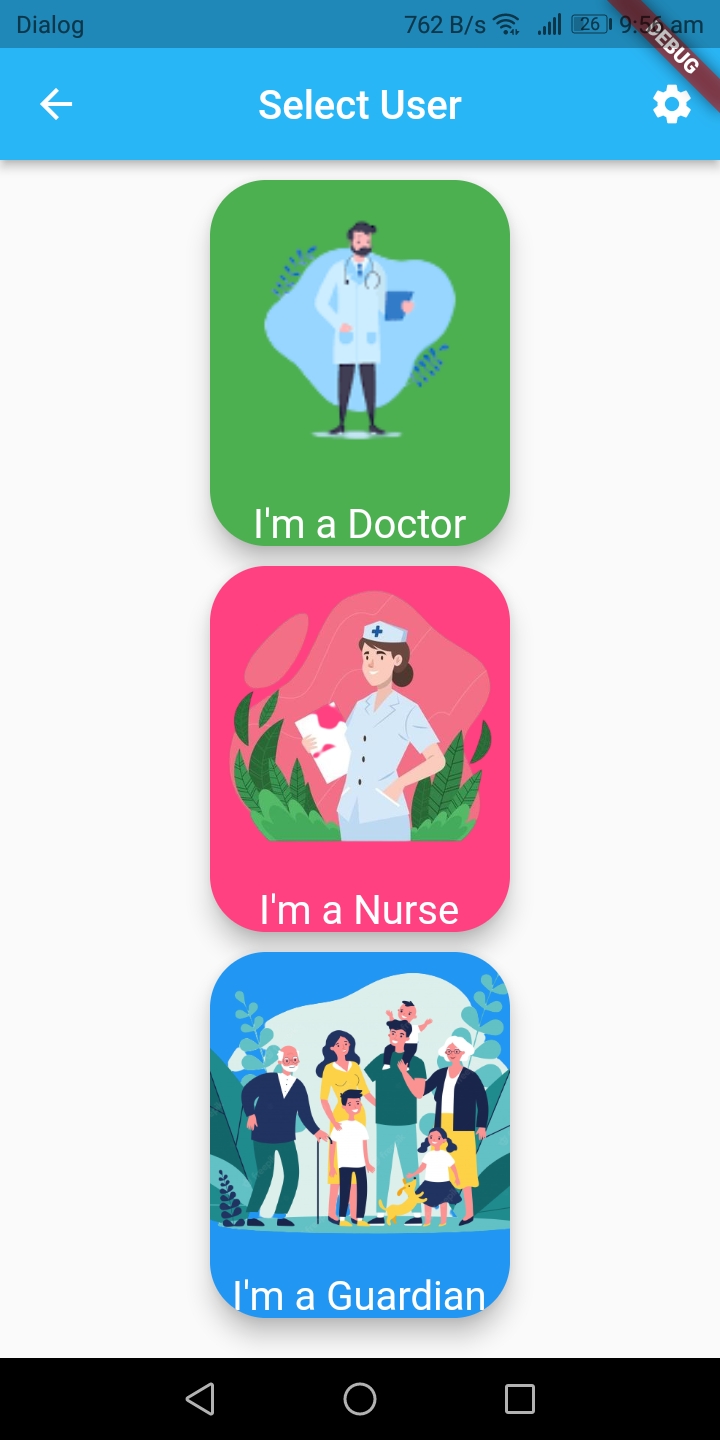 Dialog 762 B/s 26 9:56 am
DEBUG
Select User
I'm a Doctor
I'm a Nurse
I'm a Guardian